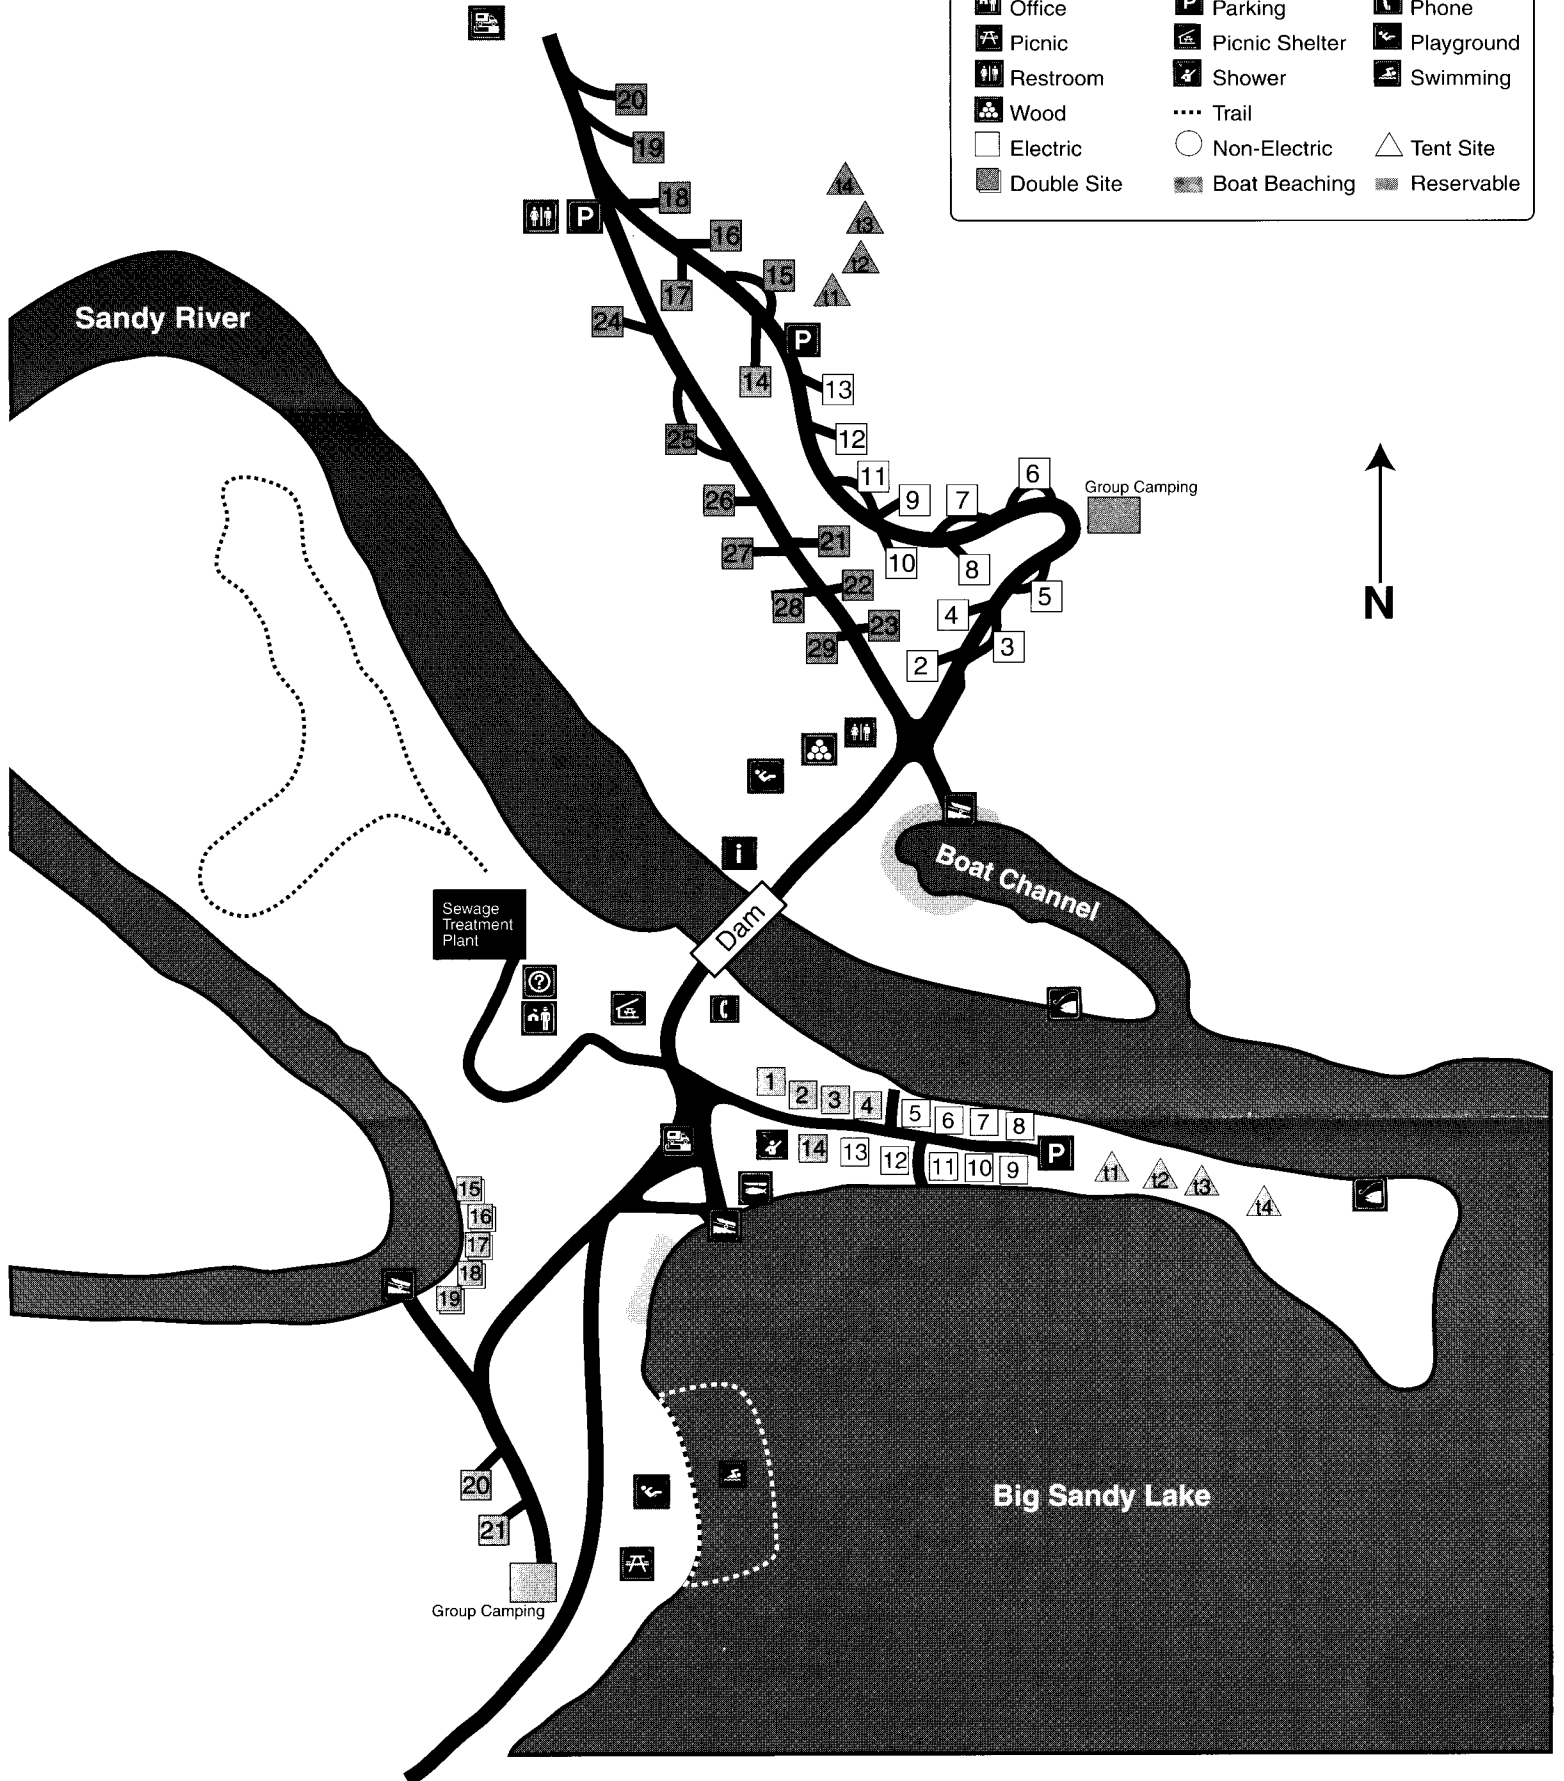 Office
Parking
Phone
Picnic
Picnic Shelter
Playground
Restroom
Shower
Swimming
Wood
Trail
Electric
Non-Electric
Tent Site
Double Site
Boat Beaching
Reservable
20
19
18
P
16
17
15
t4
t3
t2
t1
Sandy River
24
P
14
13
25
12
11
6
Group Camping
26
9
7
27
21
10
8
28
22
5
4
N
29
23
3
2
i
Boat Channel
Dam
Sewage
Treatment
Plant
?
1
2
3
4
5
6
7
8
14
13
12
11
10
9
P
t1
t2
t3
t4
15
16
17
18
19
20
21
Group Camping
Big Sandy Lake